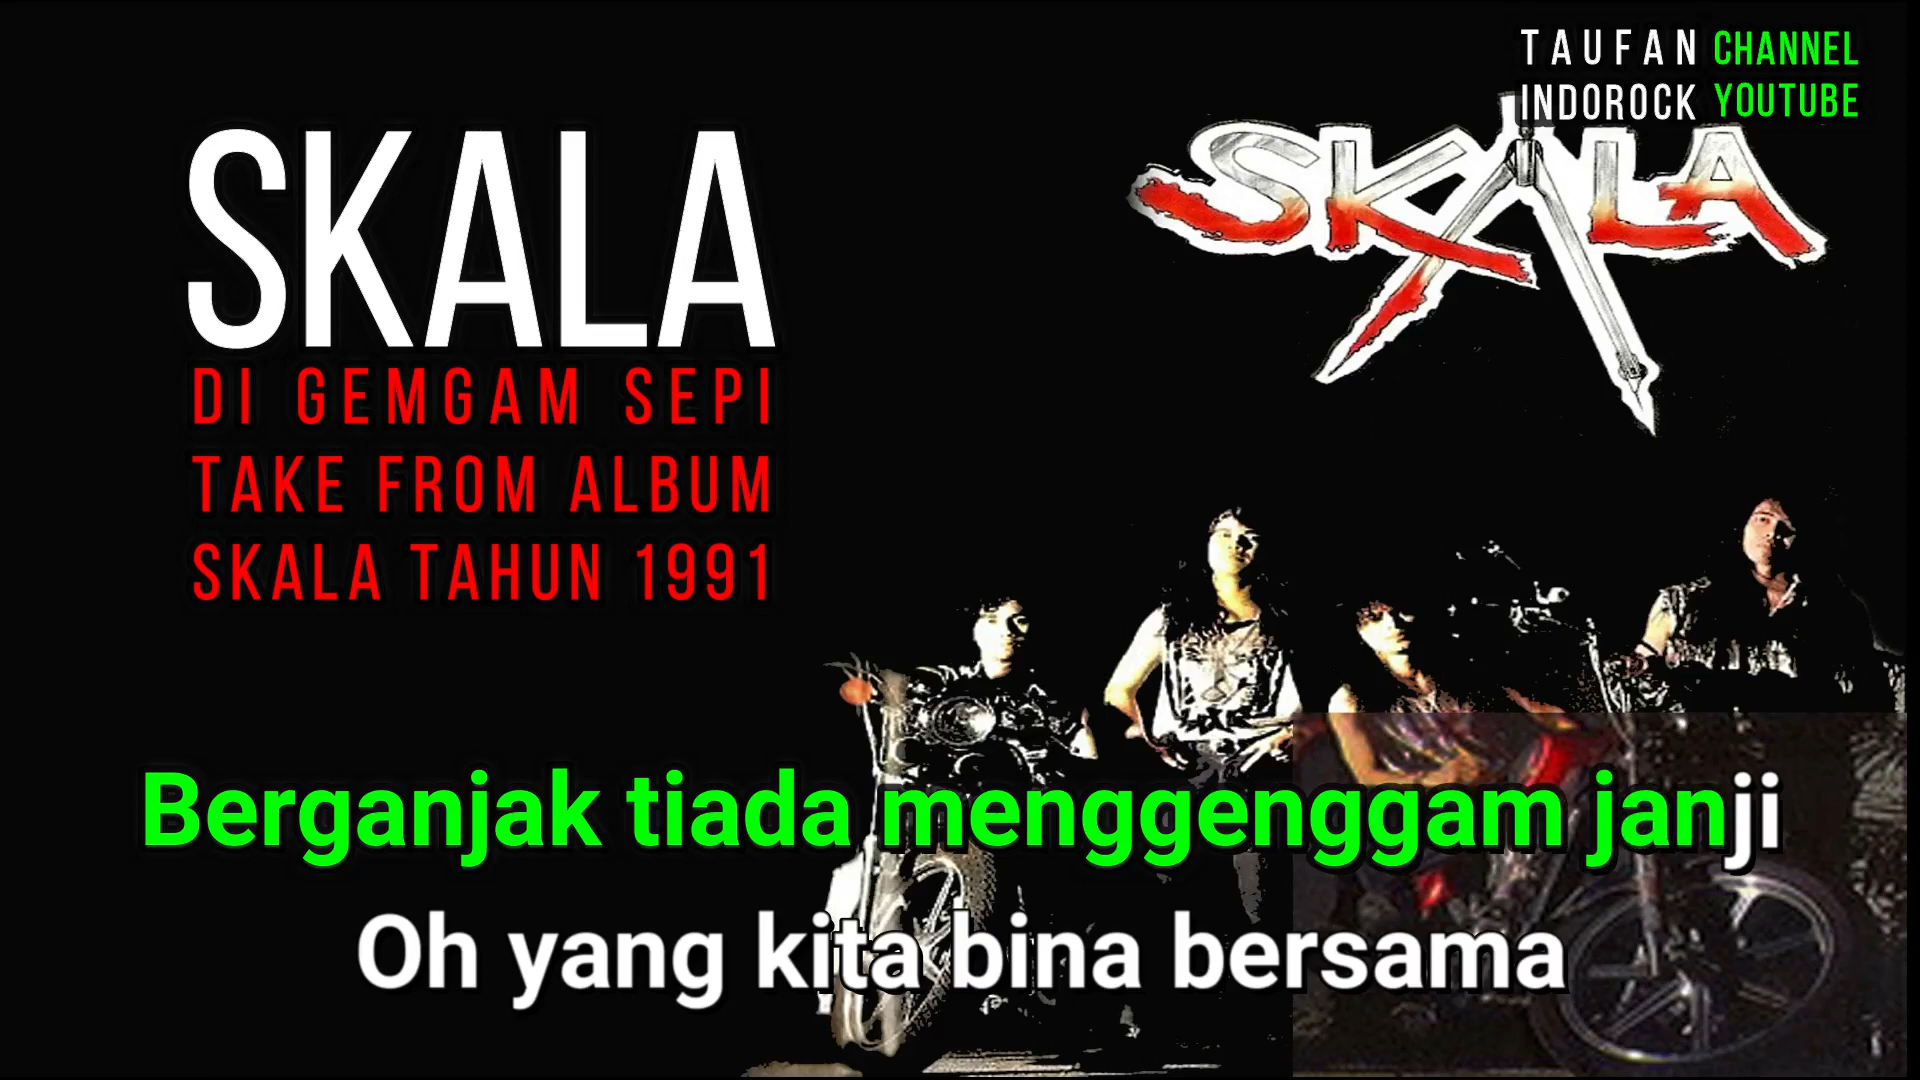 TAUFAN CHANNEL
INDOROCK YOUTUBE
SKALA
SKALA
DI GEMGAM SEPI
TAKE FROM ALBUM
SKALA TAHUN 1991
Berganjak tiada menggenggam janji
Oh yang kita bina bersama